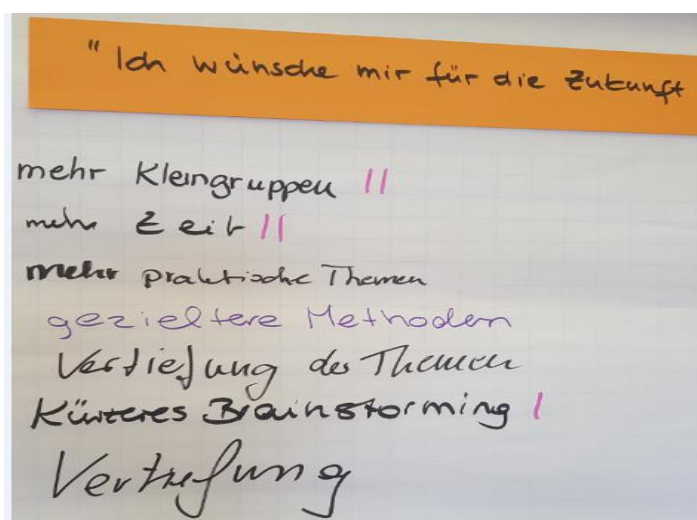 "Ich wünsche mir für die Zukunft
mehr Kleingruppen ||
mehr Zeit ||
mehr praktische Themen
gezieltere Methoden
Vertiefung der Themen
Kürzeres Brainstorming |
Vertiefung